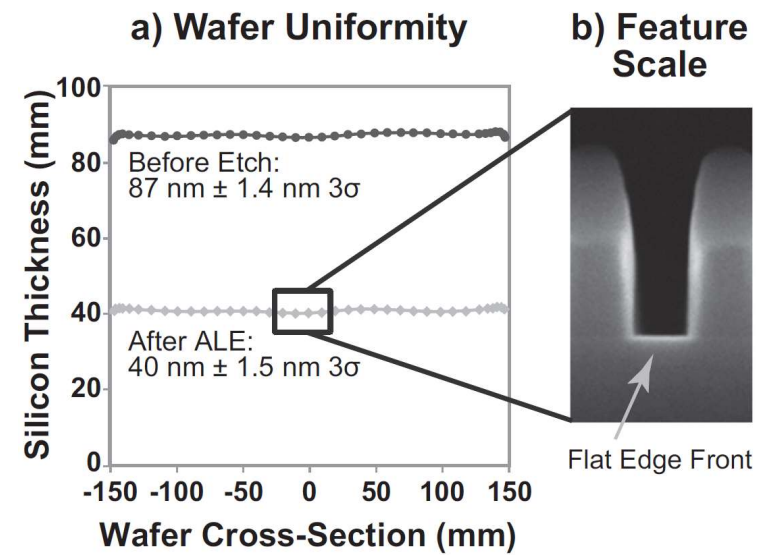 a) Wafer Uniformity
b) Feature
Scale
Silicon Thickness (mm)
100
80
60
40
20
0
Before Etch:
87 nm ± 1.4 nm 3σ
After ALE:
40 nm ± 1.5 nm 3σ
-150 -100 -50 0 50 100 150
Wafer Cross-Section (mm)
Flat Edge Front